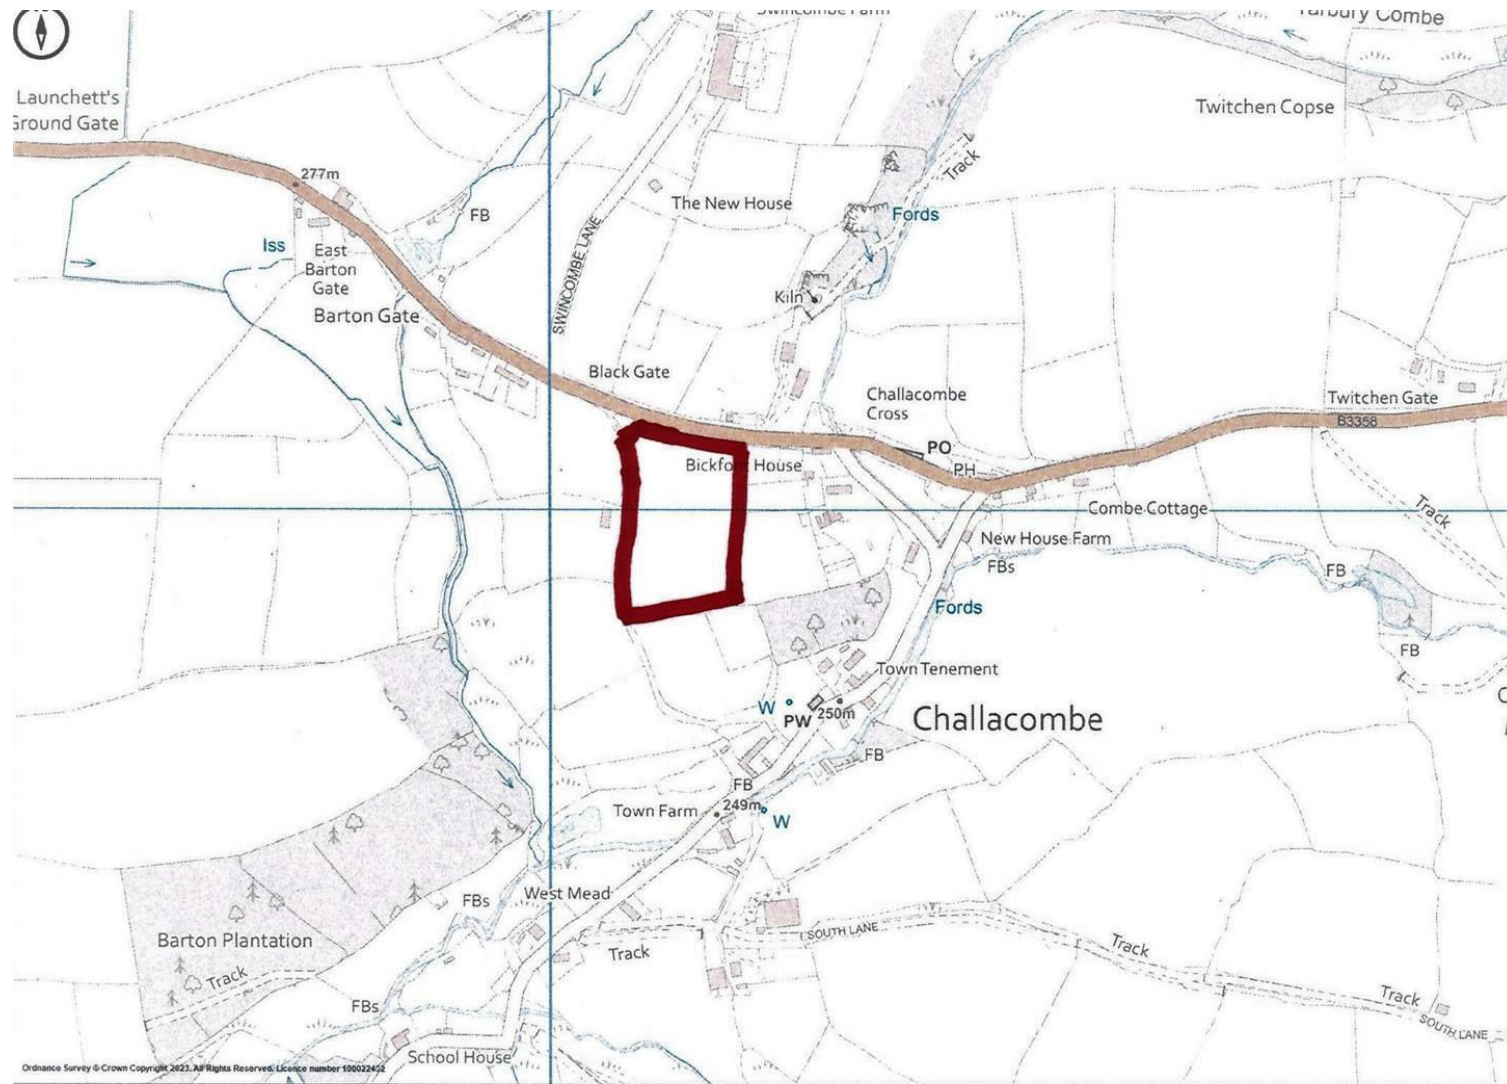 Swincombe Farm
Tarbury Combe
Launchett's
Ground Gate
Twitchen Copse
277m
Track
The New House
FB
Fords
SWINCOMBE LANE
Iss
East
Barton
Gate
Kiln
Barton Gate
Black Gate
Challacombe
Cross
Twitchen Gate
B3358
PO
Bickford House
PH
Combe Cottage
Track
New House Farm
FBs
FB
Fords
FB
Town Tenement
W
PW
250m
Challacombe
FB
FB
Town Farm
249m
W
West Mead
FBs
Barton Plantation
SOUTH LANE
Track
Track
Track
Track
FBs
SOUTH LANE
School House
Ordnance Survey © Crown Copyright 2023. All Rights Reserved. Licence number 100022432